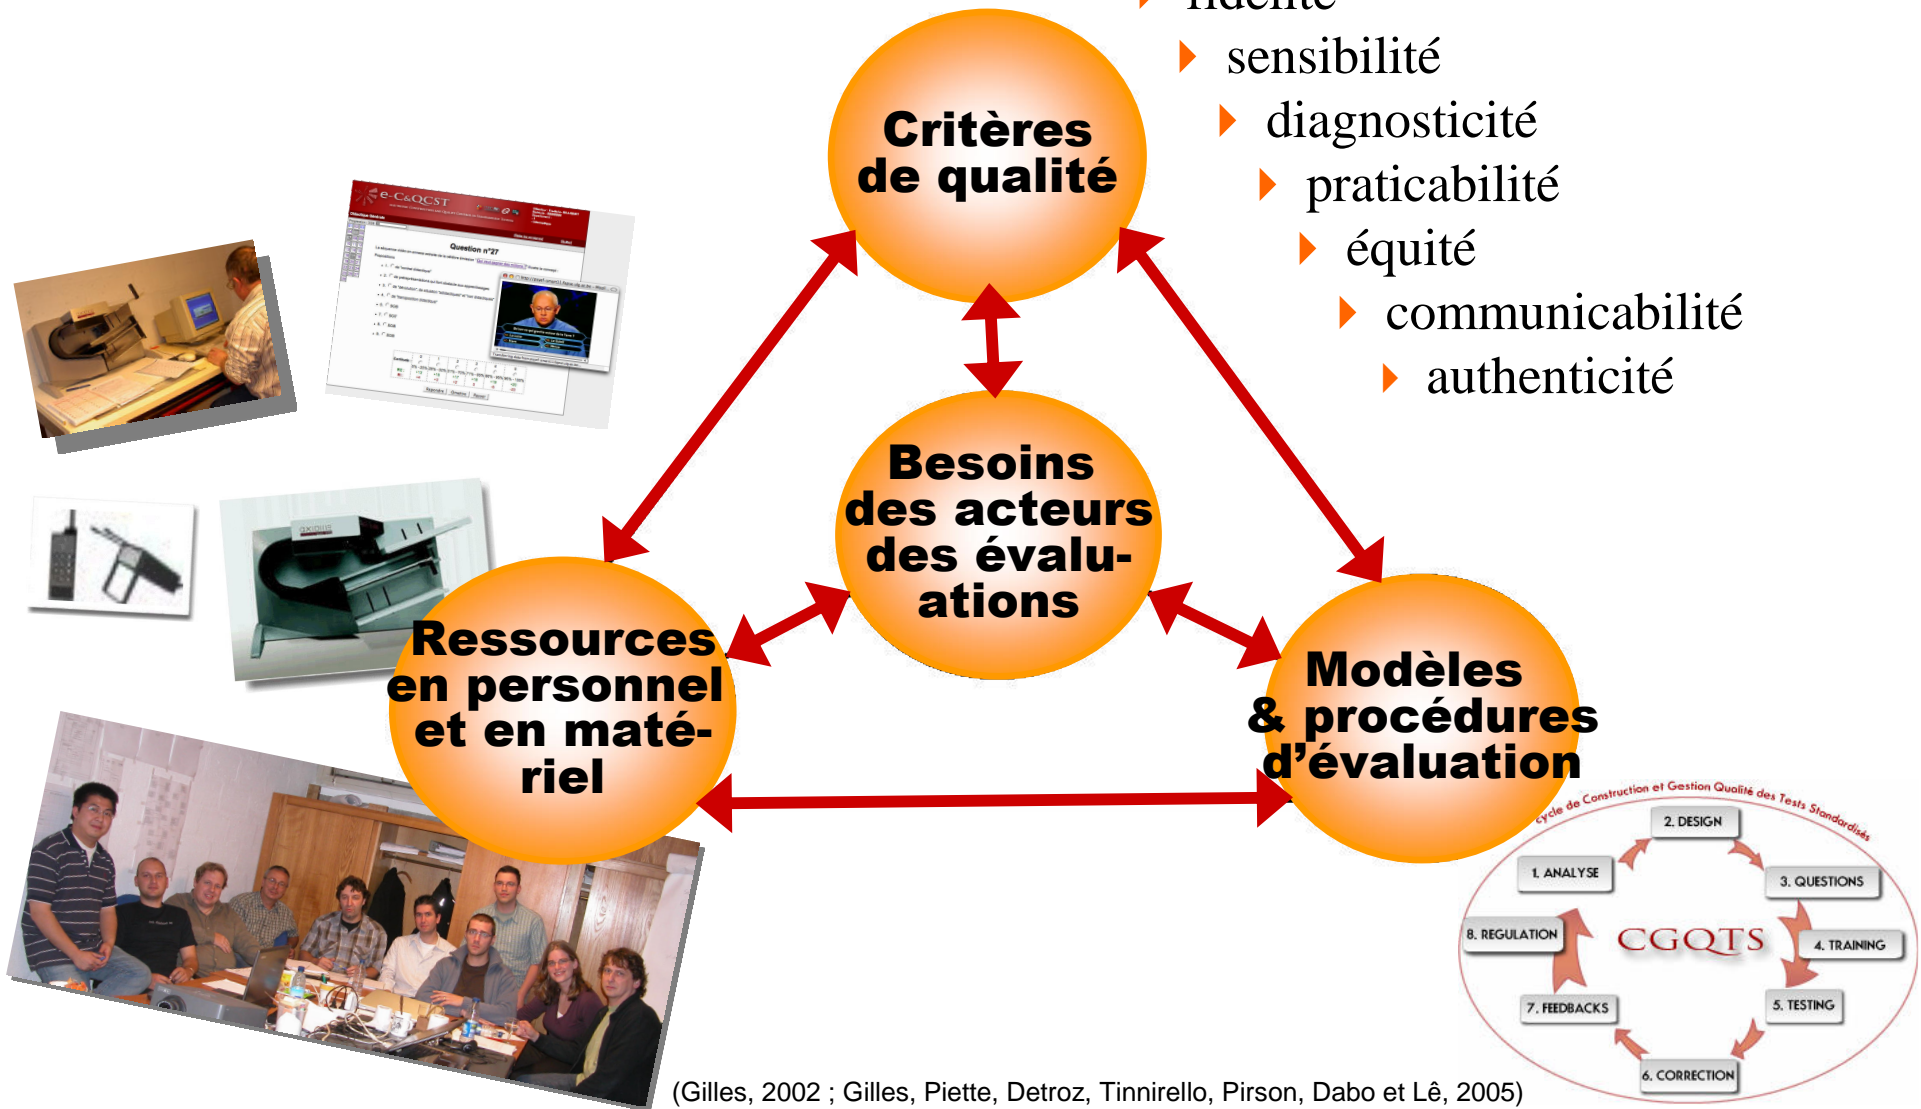 fidélité
sensibilité
diagnosticité
praticabilité
équité
communicabilité
authenticité
Critères
de qualité
Besoins
des acteurs
des évalu-
ations
Ressources
en personnel
et en maté-
riel
Modèles
& procédures
d’évaluation
e-C&QCST
Question n°27
axidius
Cycle de Construction et Gestion Qualité des Tests Standardisés
1. ANALYSE
2. DESIGN
3. QUESTIONS
4. TRAINING
5. TESTING
6. CORRECTION
7. FEEDBACKS
8. REGULATION
CGQTS
(Gilles, 2002 ; Gilles, Piette, Detroz, Tinnirello, Pirson, Dabo et Lê, 2005)